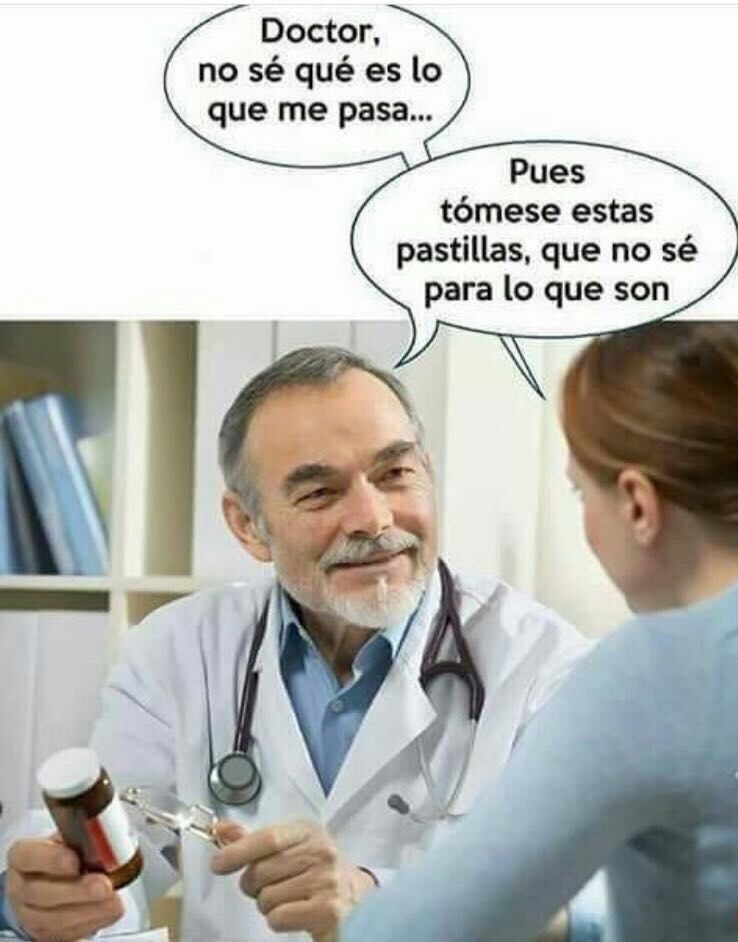 Doctor,
no sé qué es lo
que me pasa...
Pues
tómese estas
pastillas, que no sé
para lo que son